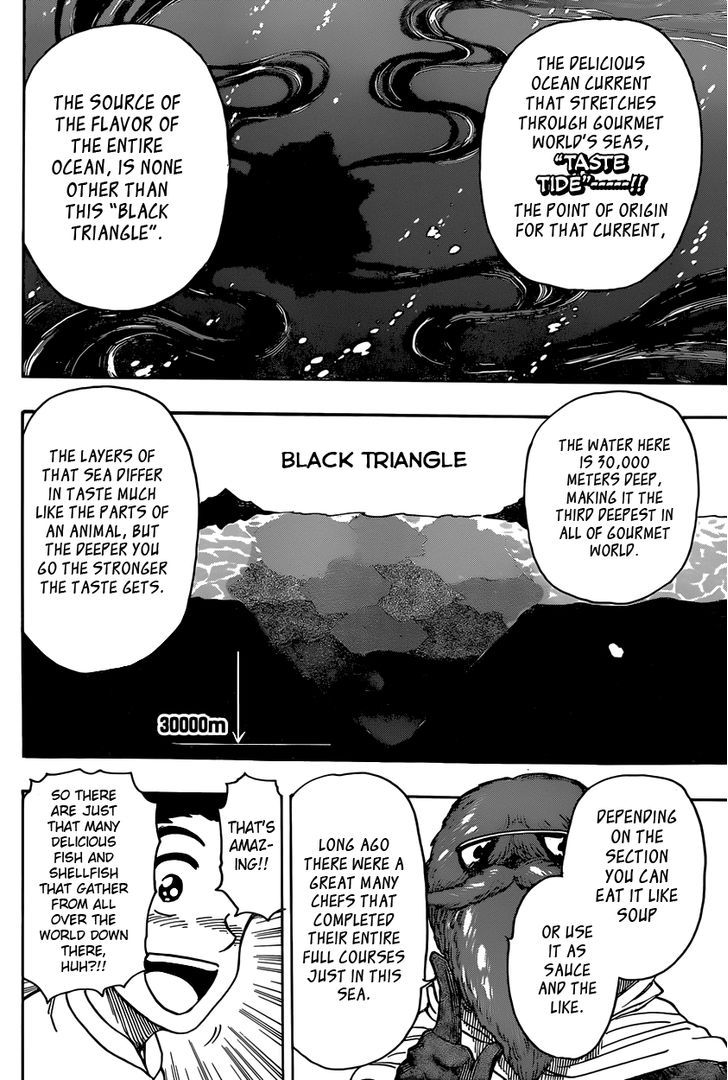 THE DELICIOUS
OCEAN CURRENT
THAT STRETCHES
THROUGH GOURMET
WORLD'S SEAS,
"TASTE
TIDE"-----!!
THE POINT OF ORIGIN
FOR THAT CURRENT,
THE SOURCE OF
THE FLAVOR OF
THE ENTIRE
OCEAN, IS NONE
OTHER THAN
THIS "BLACK
TRIANGLE".
THE WATER HERE
IS 30,000
METERS DEEP,
MAKING IT THE
THIRD DEEPEST IN
ALL OF GOURMET
WORLD.
BLACK TRIANGLE
THE LAYERS OF
THAT SEA DIFFER
IN TASTE MUCH
LIKE THE PARTS OF
AN ANIMAL, BUT
THE DEEPER YOU
GO THE STRONGER
THE TASTE GETS.
30000m
DEPENDING
ON THE
SECTION
YOU CAN
EAT IT LIKE
SOUP
OR USE
IT AS
SAUCE
AND THE
LIKE.
LONG AGO
THERE WERE A
GREAT MANY
CHEFS THAT
COMPLETED
THEIR ENTIRE
FULL COURSES
JUST IN THIS
SEA.
THAT'S
AMAZ-
ING!!
SO THERE
ARE JUST
THAT MANY
DELICIOUS
FISH AND
SHELLFISH
THAT GATHER
FROM ALL
OVER THE
WORLD DOWN
THERE,
HUH?!!